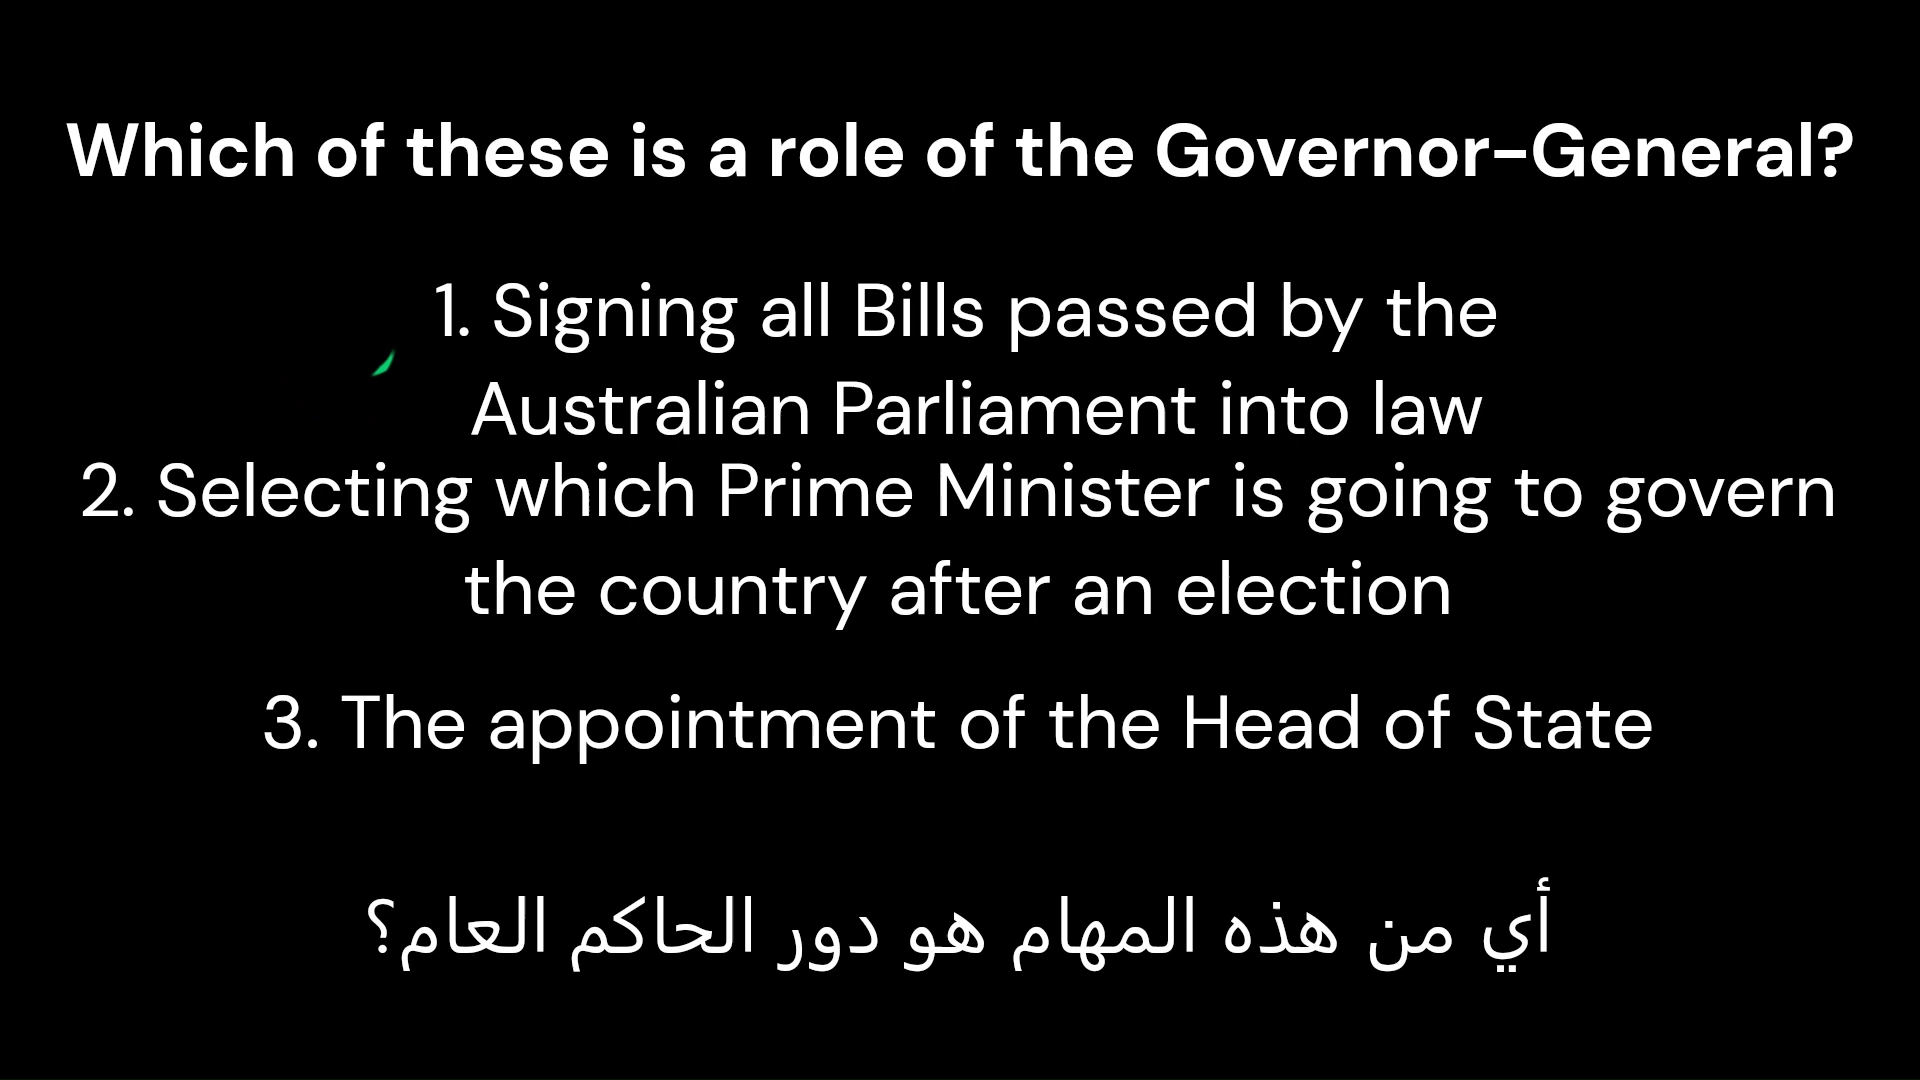 Which of these is a role of the Governor-General?
1. Signing all Bills passed by the
Australian Parliament into law
2. Selecting which Prime Minister is going to govern
the country after an election
3. The appointment of the Head of State
أي من هذه المهام هو دور الحاكم العام؟